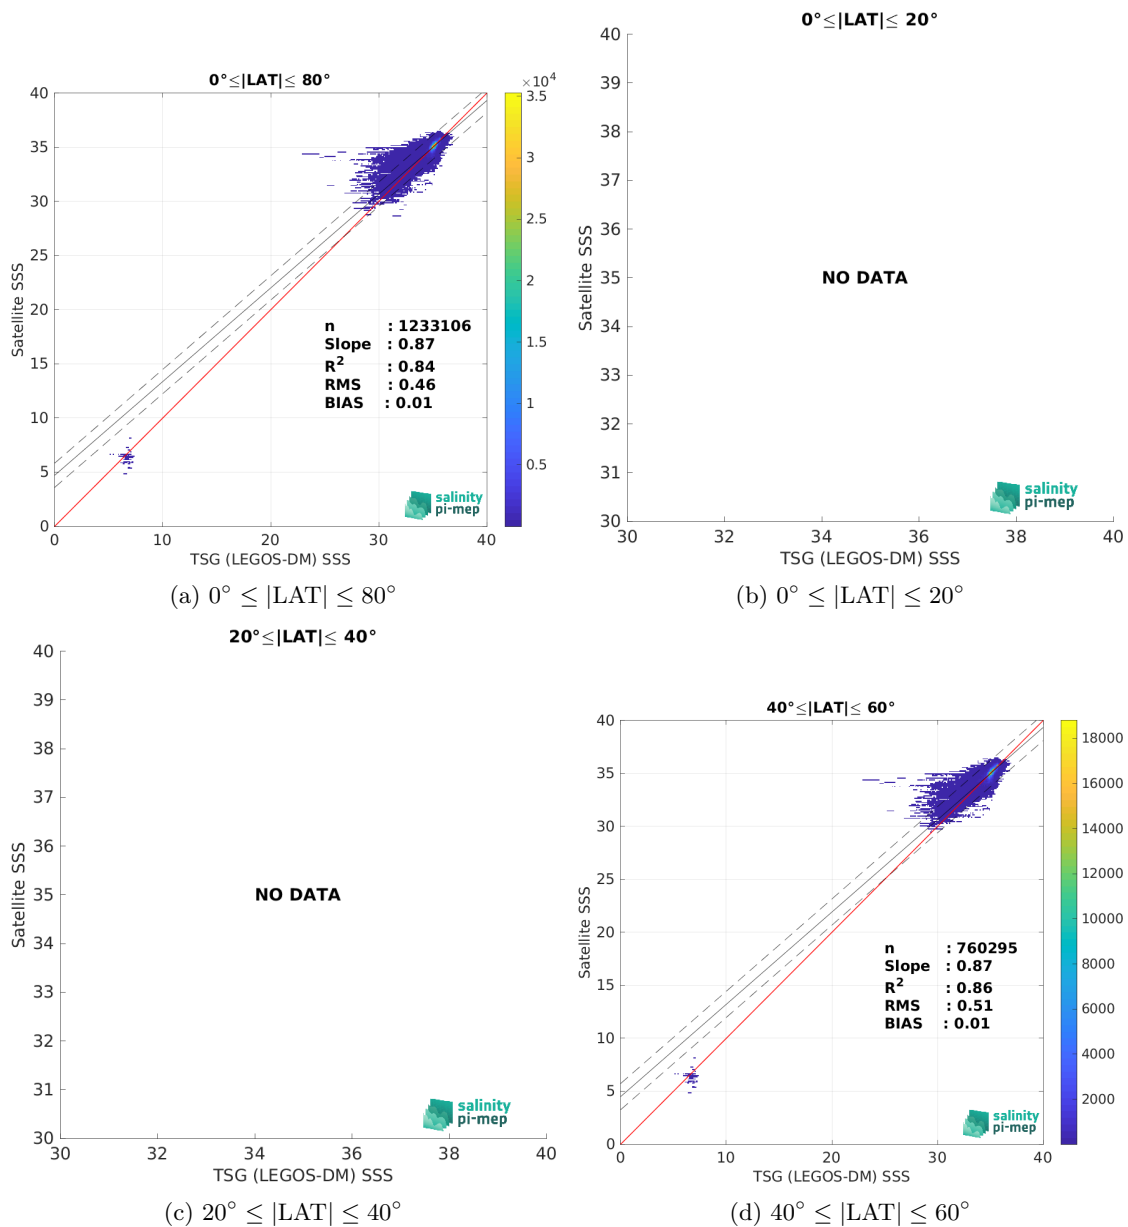 0°≤|LAT|≤ 80°
×10⁴
40
35
30
25
20
15
10
5
0
Satellite SSS
0
10
20
30
40
TSG (LEGOS-DM) SSS
3.5
3
2.5
2
1.5
1
0.5
n : 1233106
Slope : 0.87
R² : 0.84
RMS : 0.46
BIAS : 0.01
salinity
pi-mep
(a) 0° ≤ |LAT| ≤ 80°
0°≤|LAT|≤ 20°
40
39
38
37
36
35
34
33
32
31
30
Satellite SSS
NO DATA
salinity
pi-mep
30
32
34
36
38
40
TSG (LEGOS-DM) SSS
(b) 0° ≤ |LAT| ≤ 20°
20°≤|LAT|≤ 40°
40
39
38
37
36
35
34
33
32
31
30
Satellite SSS
NO DATA
salinity
pi-mep
30
32
34
36
38
40
TSG (LEGOS-DM) SSS
(c) 20° ≤ |LAT| ≤ 40°
40°≤|LAT|≤ 60°
40
35
30
25
20
15
10
5
0
Satellite SSS
n : 760295
Slope : 0.87
R² : 0.86
RMS : 0.51
BIAS : 0.01
salinity
pi-mep
0
10
20
30
40
TSG (LEGOS-DM) SSS
18000
16000
14000
12000
10000
8000
6000
4000
2000
(d) 40° ≤ |LAT| ≤ 60°